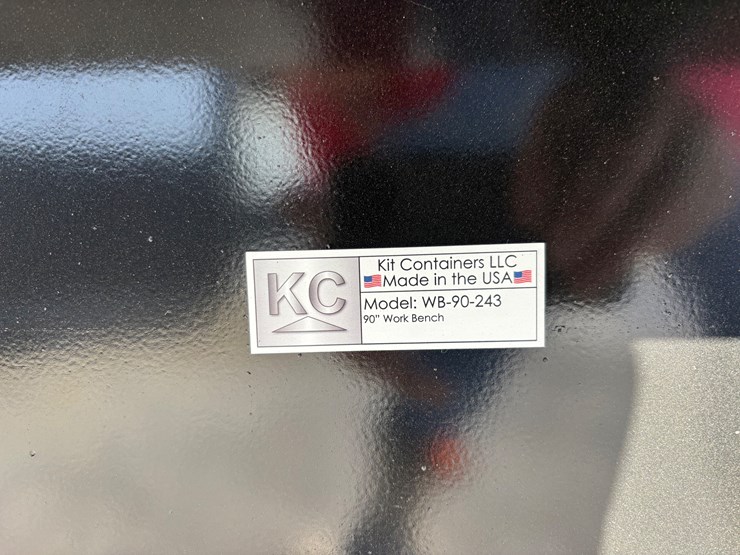 KC
Kit Containers LLC
Made in the USA
Model: WB-90-243
90" Work Bench